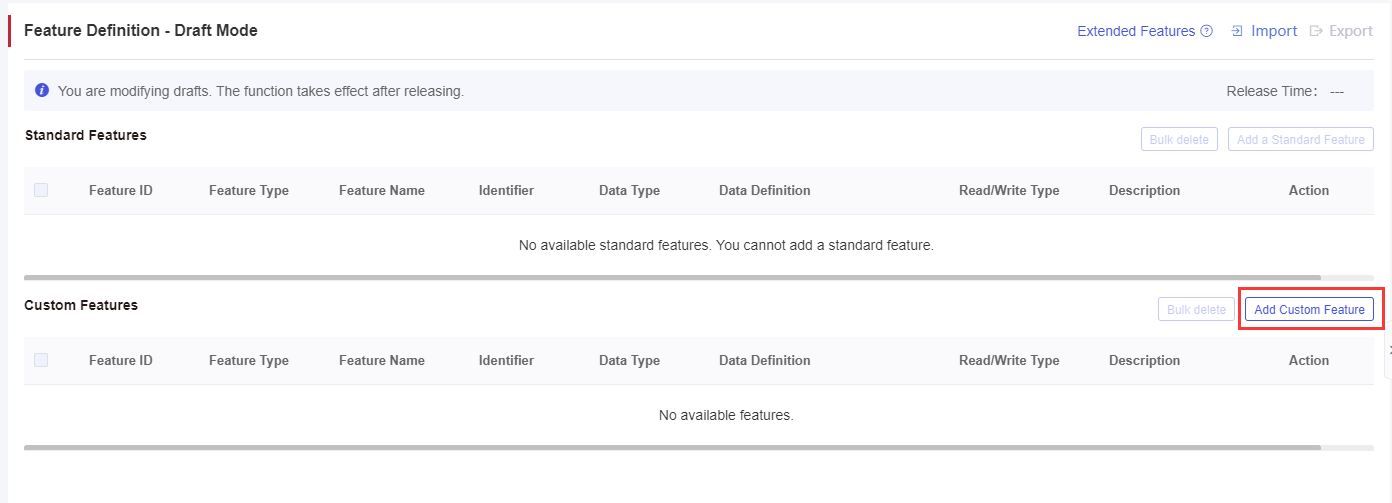 Feature Definition - Draft Mode
Extended Features Import Export
You are modifying drafts. The function takes effect after releasing. Release Time: ---
Standard Features
Bulk delete Add a Standard Feature
Feature ID Feature Type Feature Name Identifier Data Type Data Definition Read/Write Type Description Action
No available standard features. You cannot add a standard feature.
Custom Features
Bulk delete Add Custom Feature
Feature ID Feature Type Feature Name Identifier Data Type Data Definition Read/Write Type Description Action
No available features.